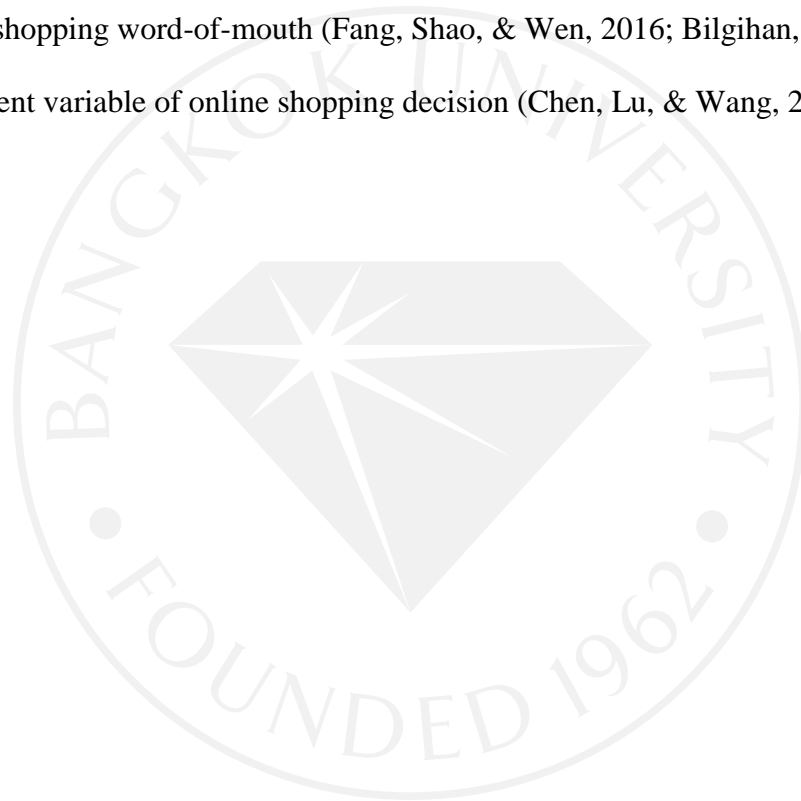 shopping word-of-mouth (Fang, Shao, & Wen, 2016; Bilgihan,
ent variable of online shopping decision (Chen, Lu, & Wang, 2
BANGKOK UNIVERSITY
FOUNDED 1962